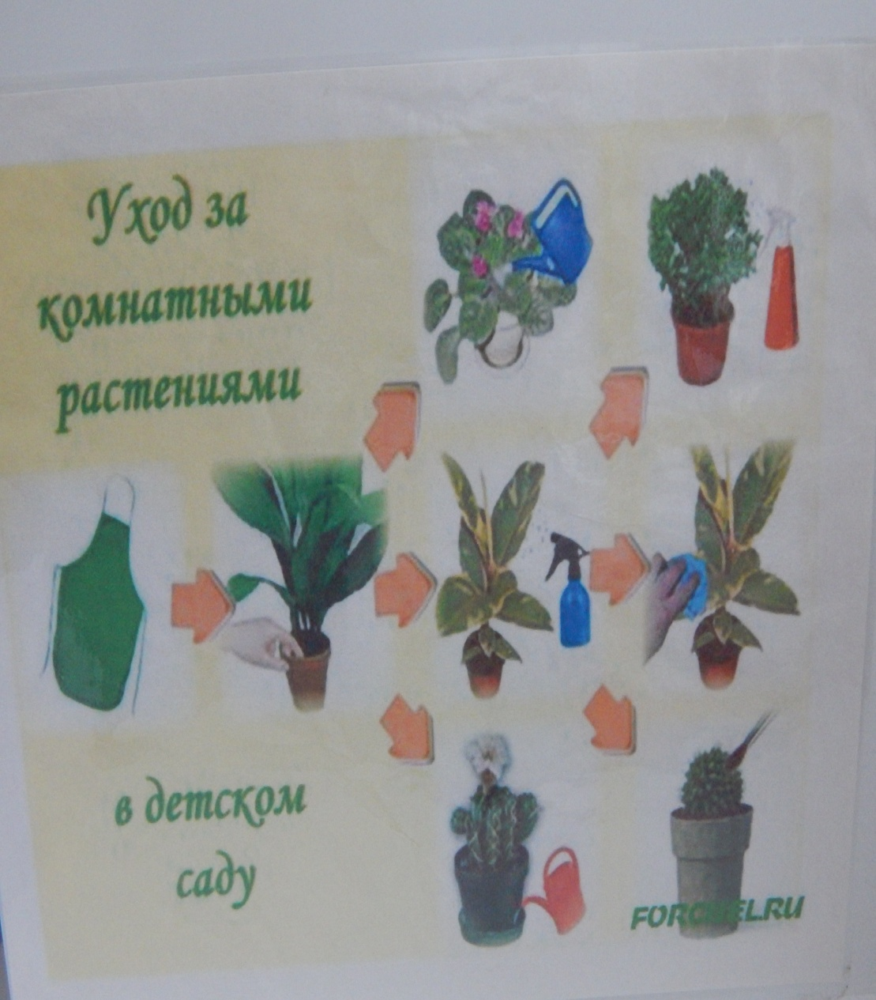 Уход за
комнатными
растениями
в детском
саду